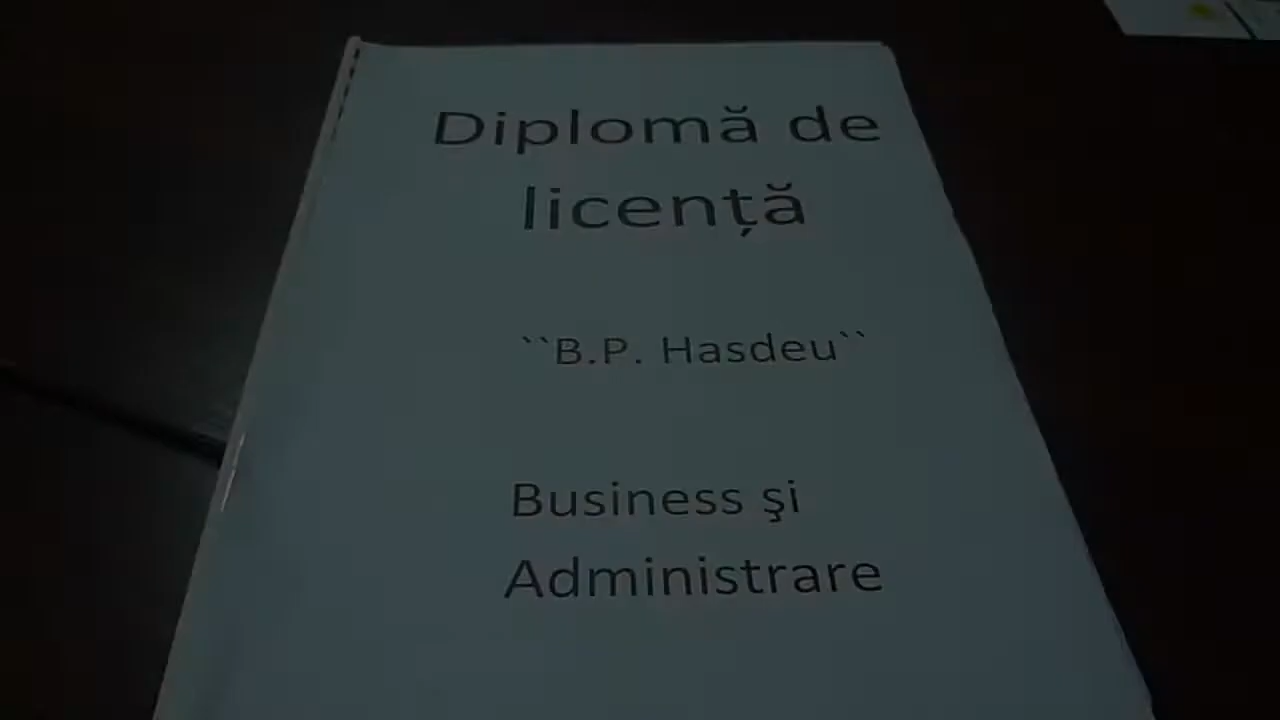 Diplomă de
licență
``B.P. Hasdeu``
Business şi
Administrare